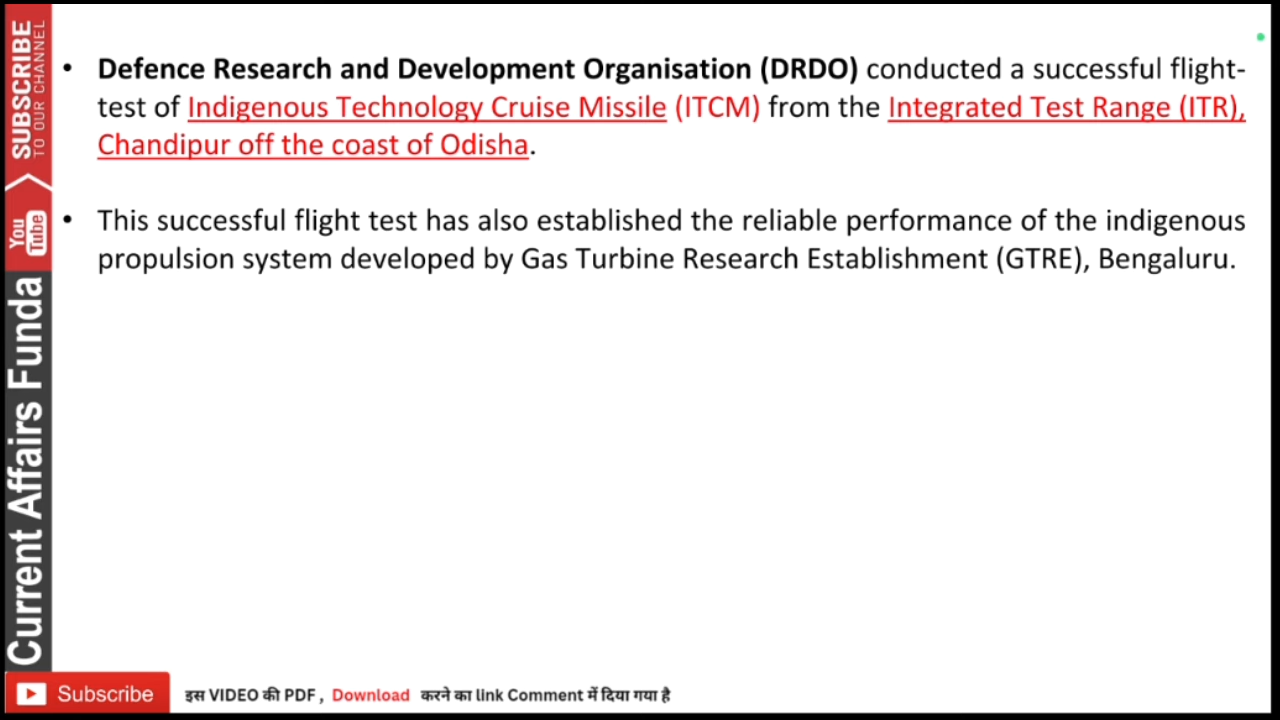 • Defence Research and Development Organisation (DRDO) conducted a successful flight-
test of Indigenous Technology Cruise Missile (ITCM) from the Integrated Test Range (ITR),
Chandipur off the coast of Odisha.
• This successful flight test has also established the reliable performance of the indigenous
propulsion system developed by Gas Turbine Research Establishment (GTRE), Bengaluru.
SUBSCRIBE
TO OUR CHANNEL
You
Tube
Current Affairs Funda
Subscribe
इस VIDEO की PDF , Download करने का link Comment में दिया गया है